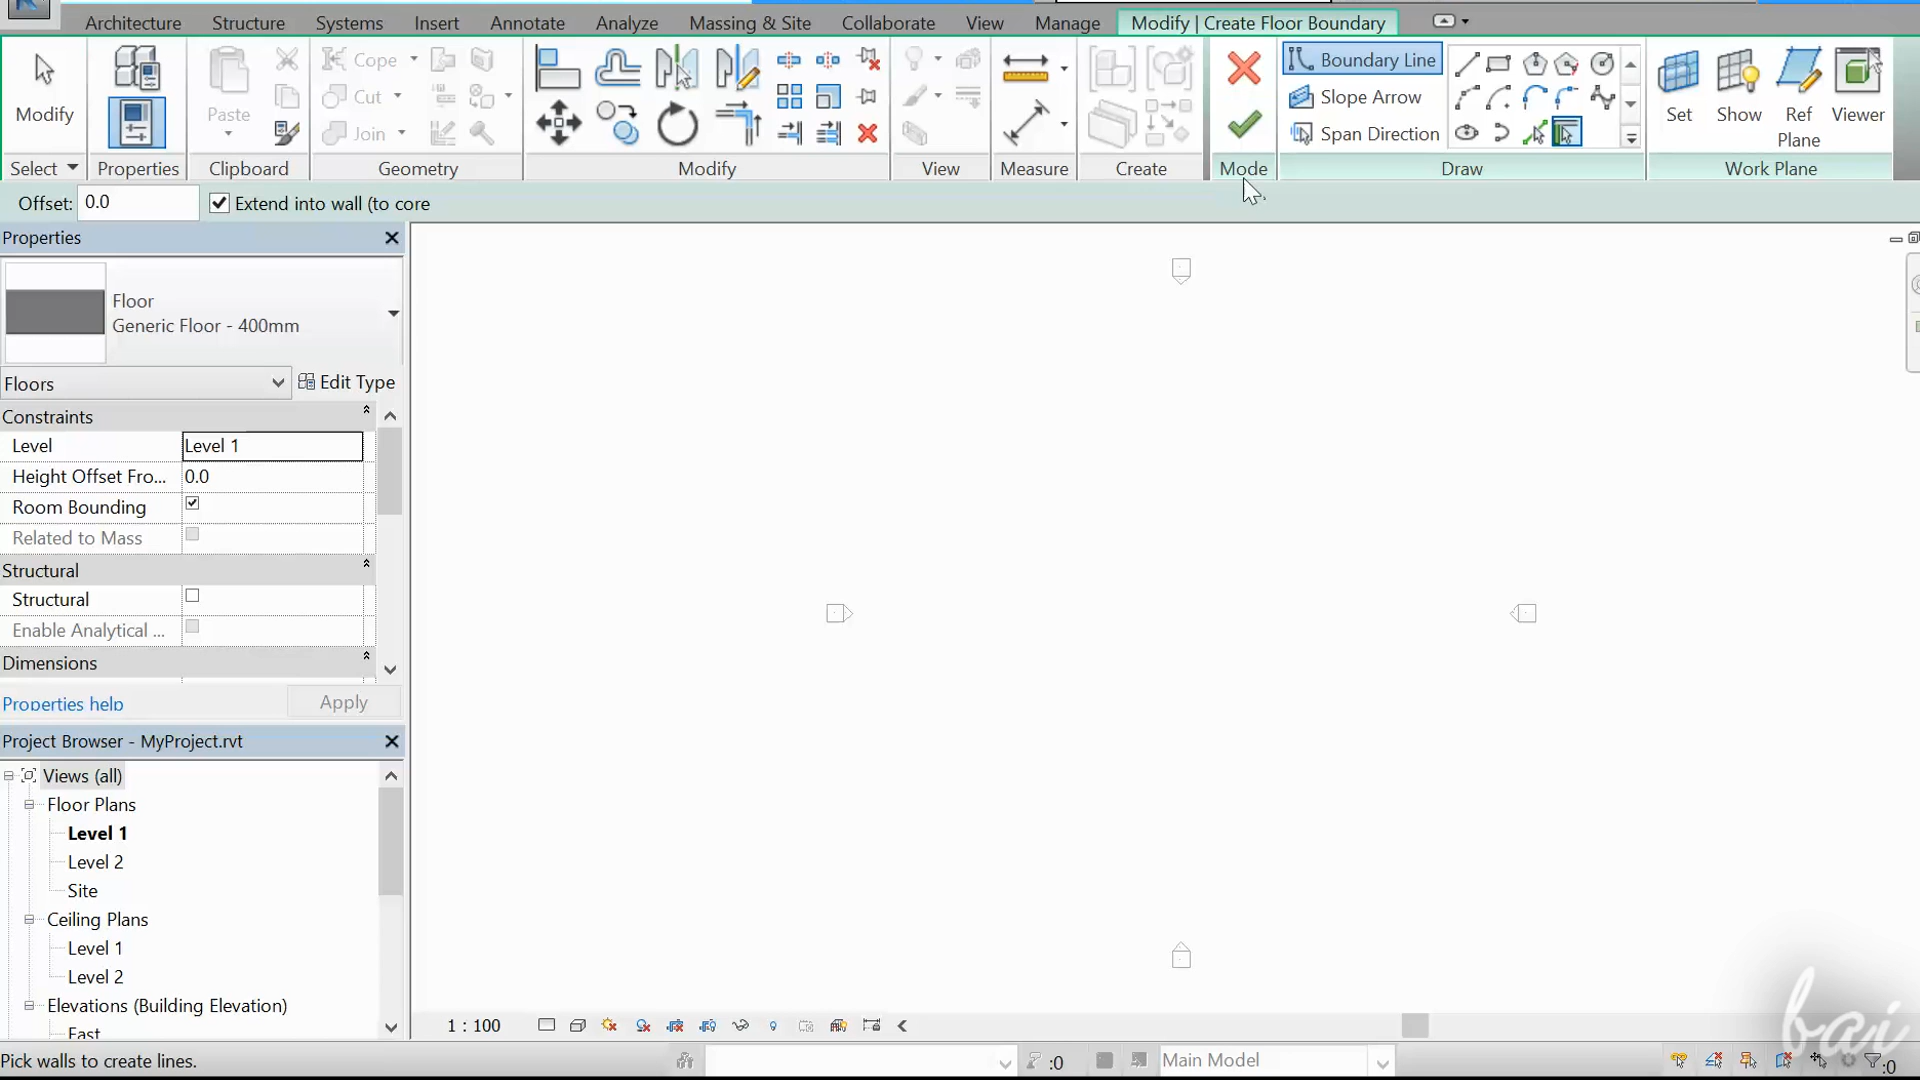 Architecture Structure Systems Insert Annotate Analyze Massing & Site Collaborate View Manage Modify | Create Floor Boundary
Modify
Select
Properties
Paste
Clipboard
Cope
Cut
Join
Geometry
Modify
View
Measure
Create
Mode
Boundary Line
Slope Arrow
Span Direction
Draw
Set Show Ref Plane Viewer
Work Plane
Offset: 0.0 Extend into wall (to core
Properties
Floor
Generic Floor - 400mm
Floors Edit Type
Constraints
Level Level 1
Height Offset Fro... 0.0
Room Bounding
Related to Mass
Structural
Structural
Enable Analytical ...
Dimensions
Properties help Apply
Project Browser - MyProject.rvt
Views (all)
Floor Plans
Level 1
Level 2
Site
Ceiling Plans
Level 1
Level 2
Elevations (Building Elevation)
East
1 : 100
Pick walls to create lines. :0 Main Model :0
bai